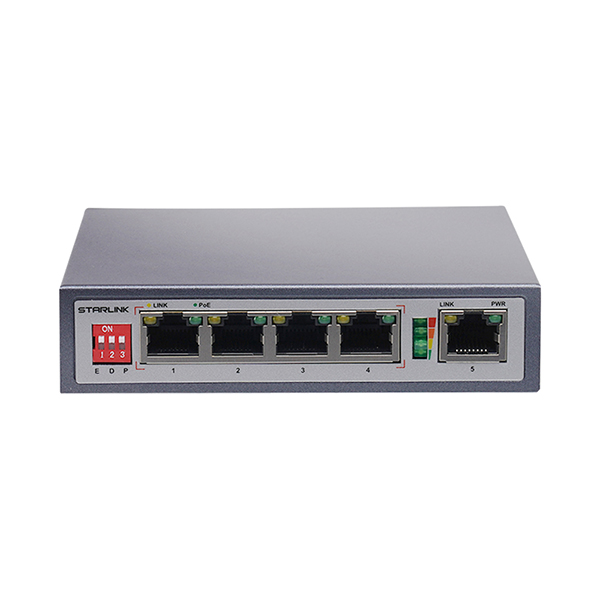 STARLINK
LINK
PoE
LINK
PWR
ON
1 2 3
E D P
1
2
3
4
5